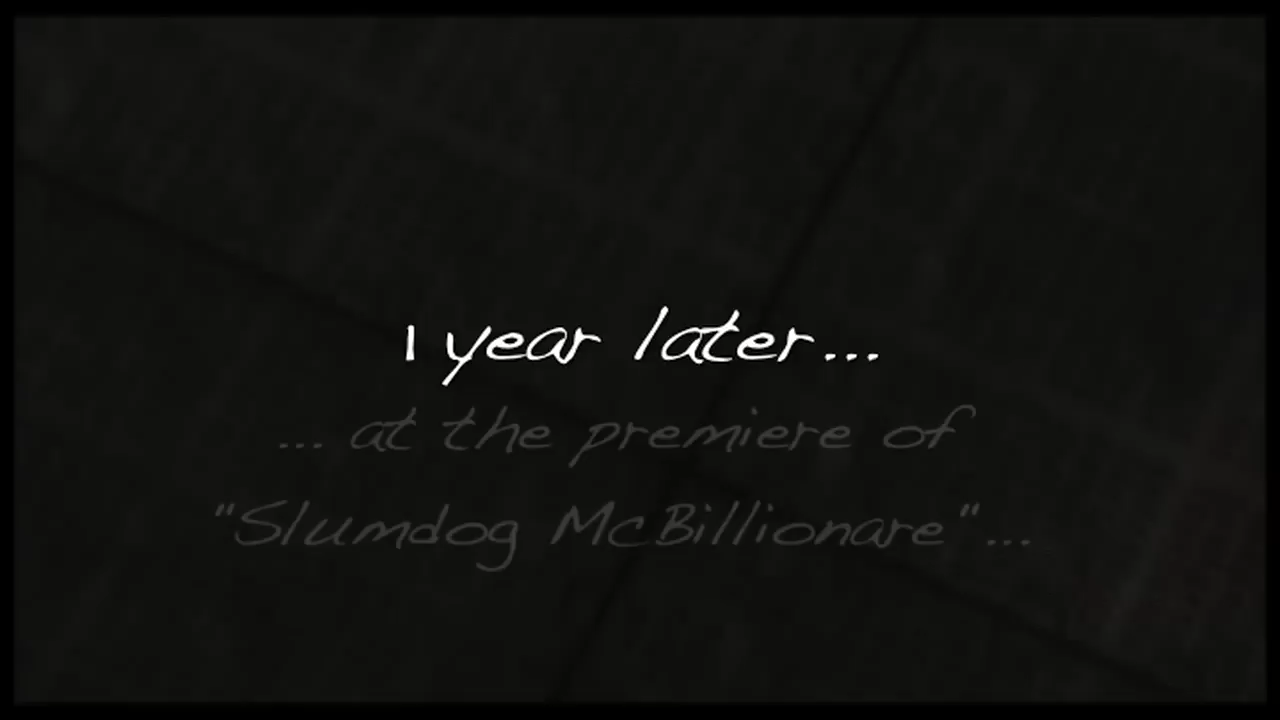 1 year later...
... at the premiere of
"Slumdog McBillionare"...